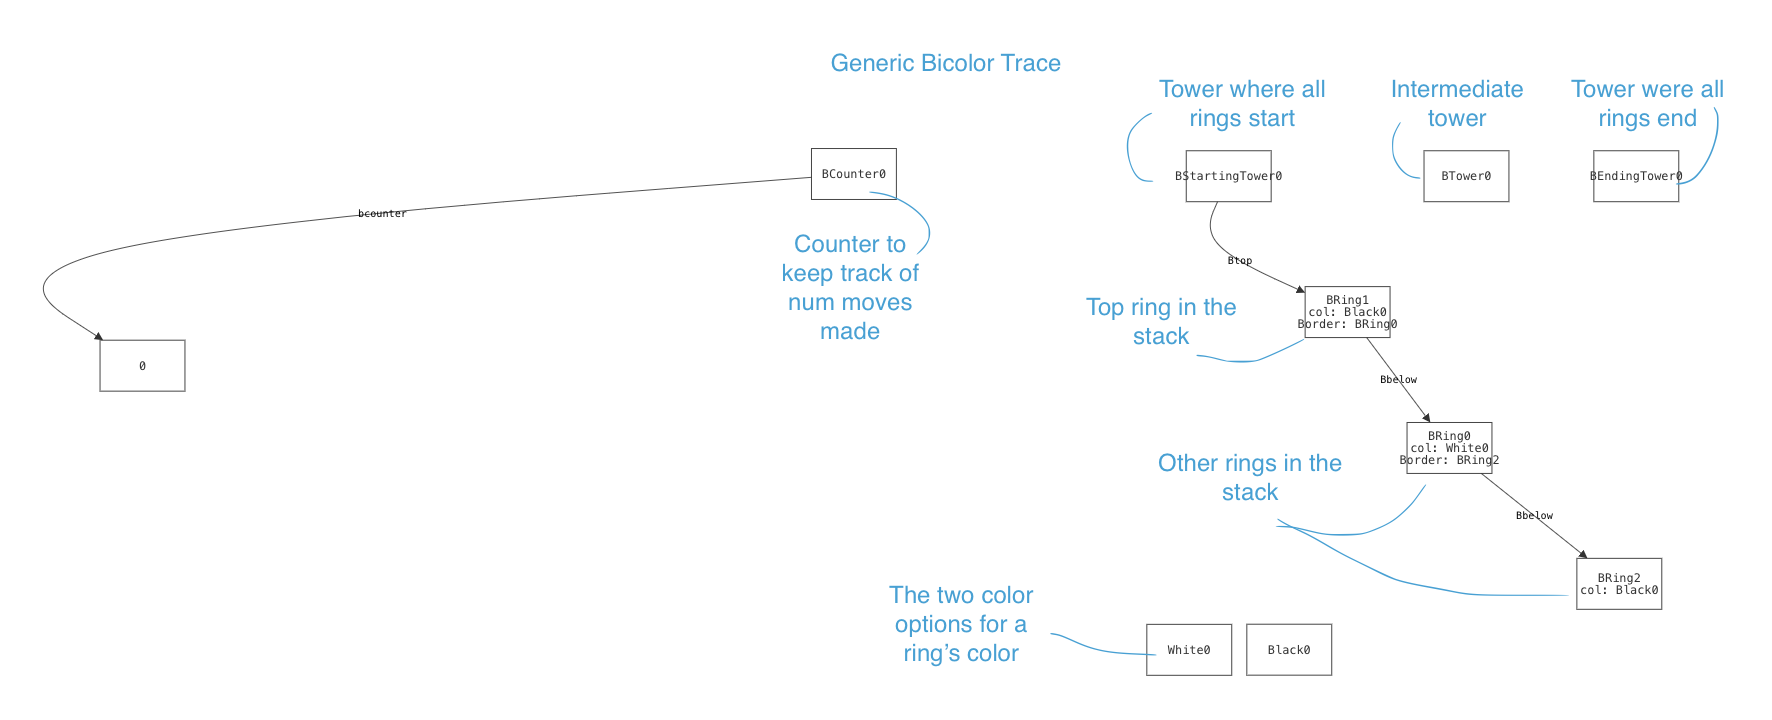 Generic Bicolor Trace
Tower where all
rings start
Intermediate
tower
Tower were all
rings end
BCounter0
BStartingTower0
BTower0
BEndingTower0
bcounter
Counter to
keep track of
num moves
made
Btop
Top ring in the
stack
BRing1
col: Black0
Border: BRing0
0
Bbelow
BRing0
col: White0
Border: BRing2
Other rings in the
stack
Bbelow
BRing2
col: Black0
The two color
options for a
ring’s color
White0
Black0